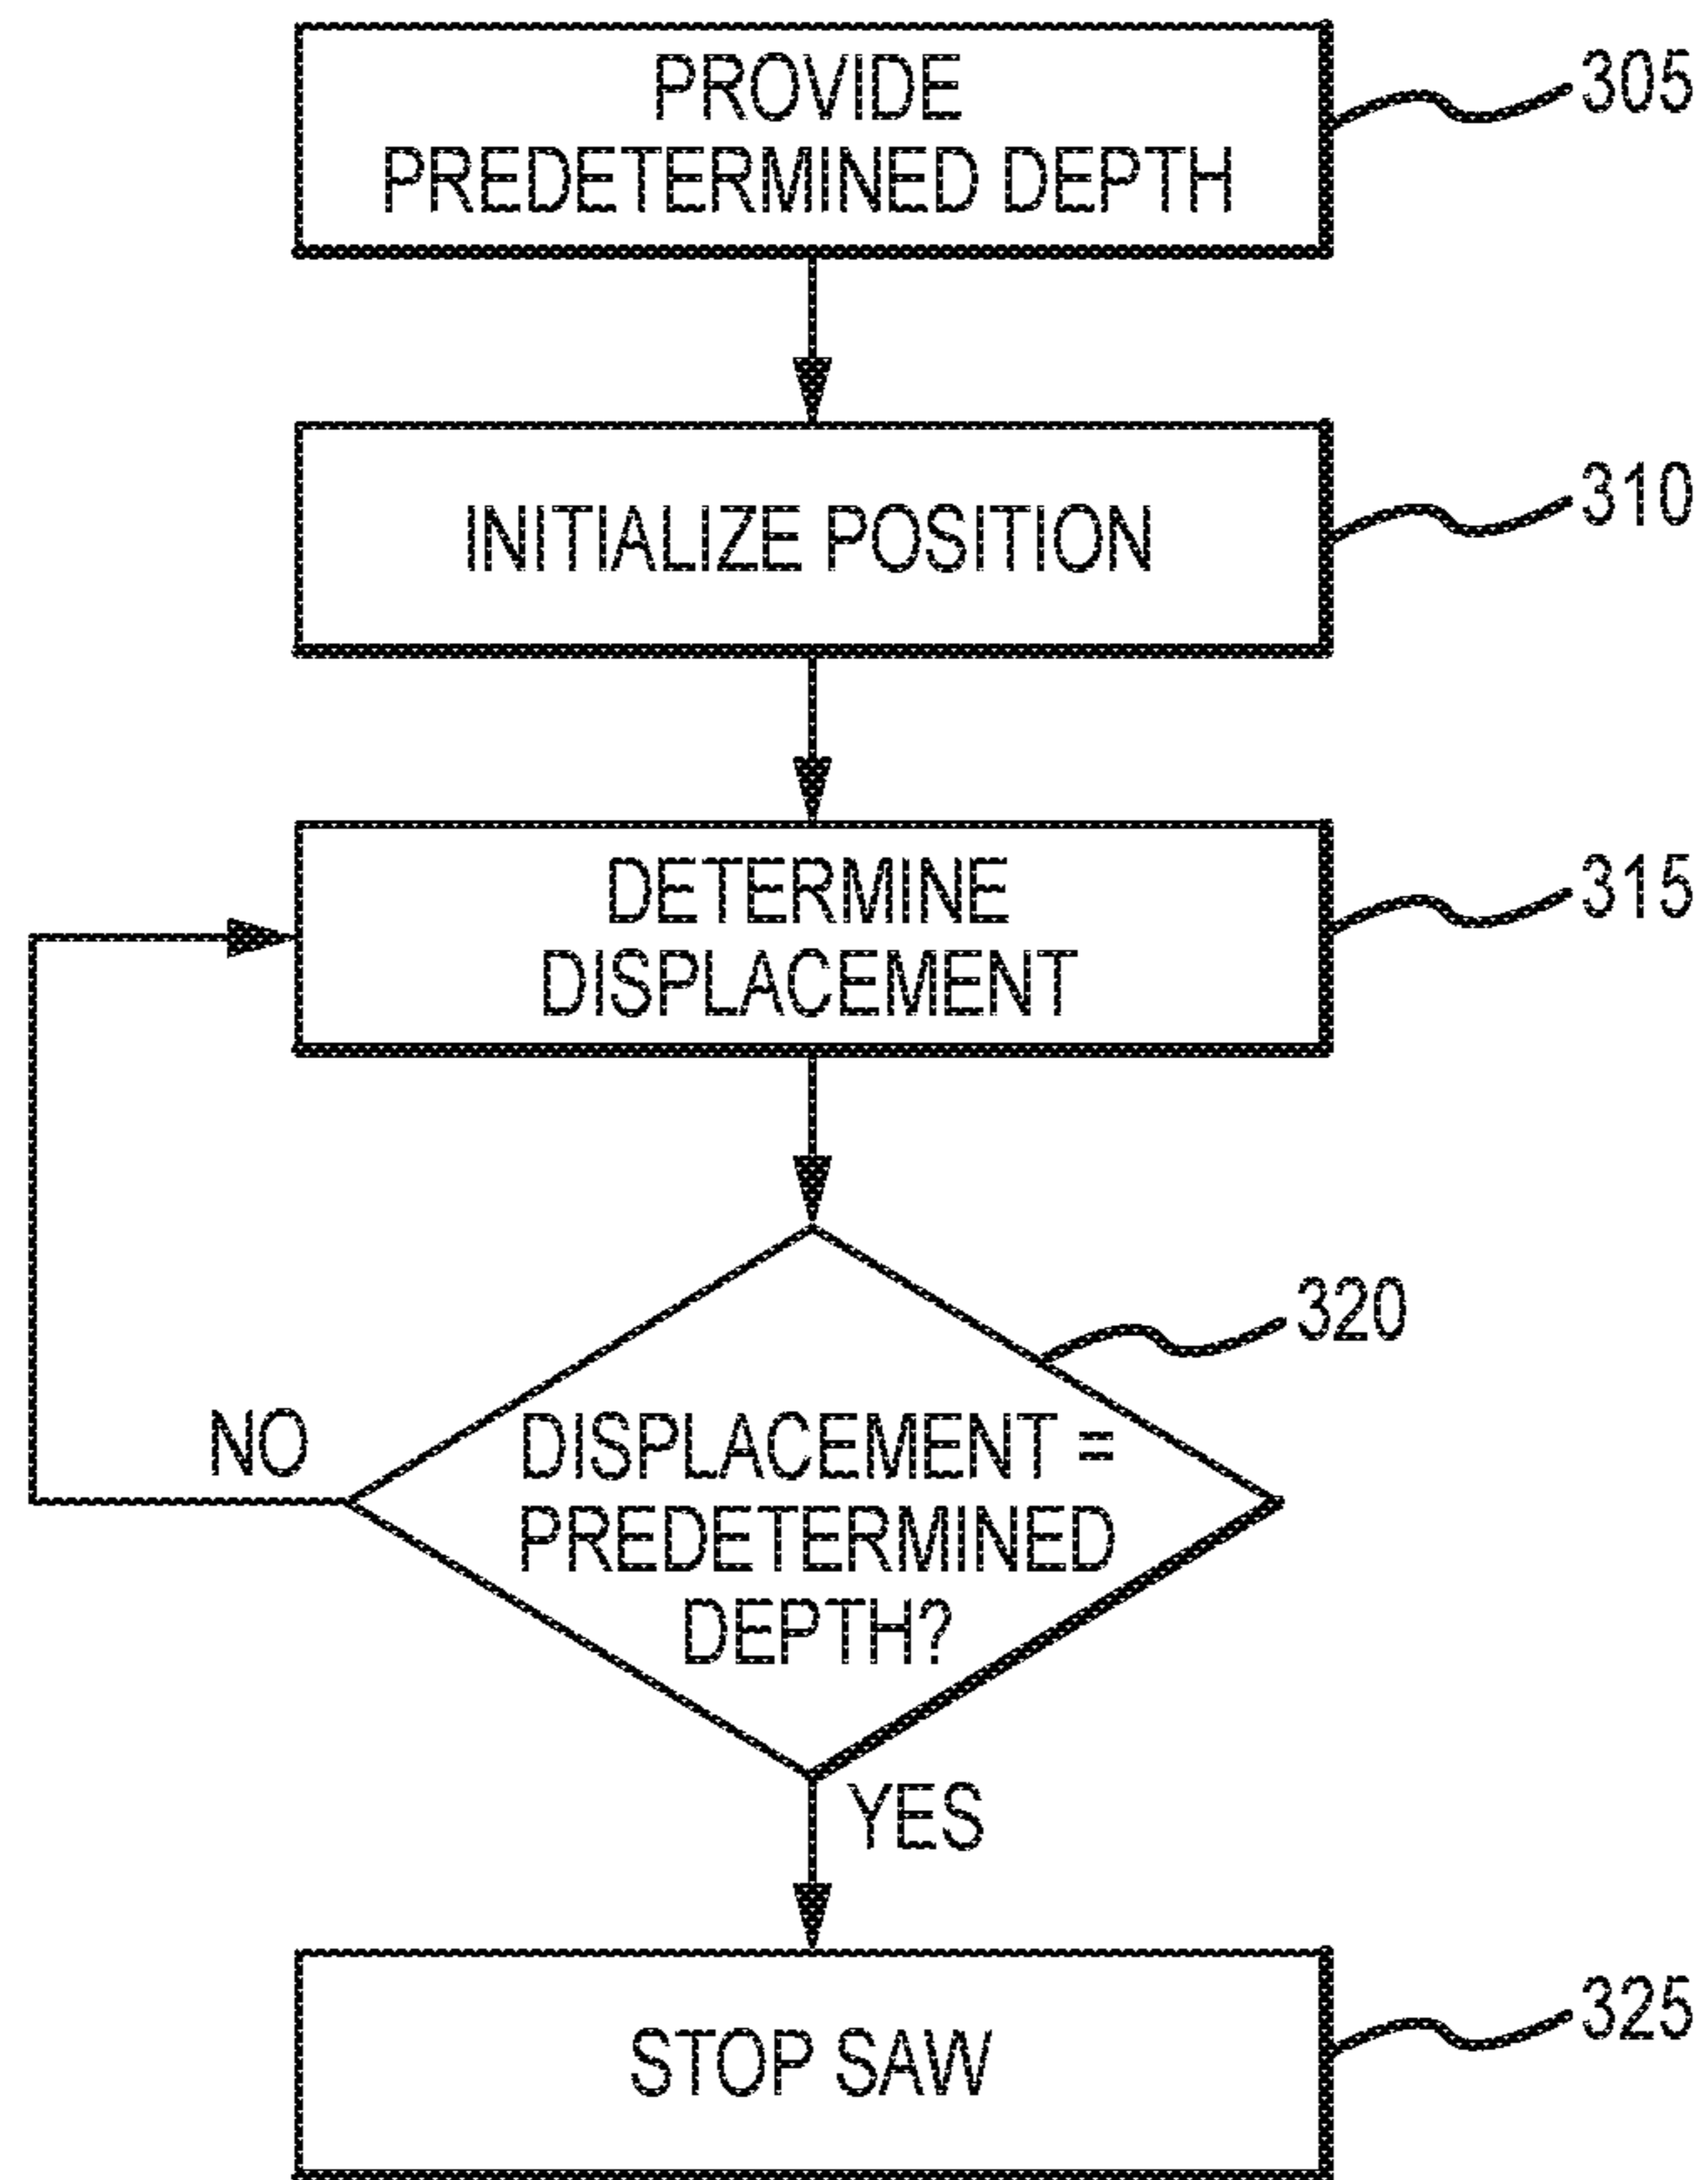 PROVIDE
PREDETERMINED DEPTH
305
INITIALIZE POSITION
310
DETERMINE
DISPLACEMENT
315
320
DISPLACEMENT =
PREDETERMINED
DEPTH?
NO
YES
STOP SAW
325